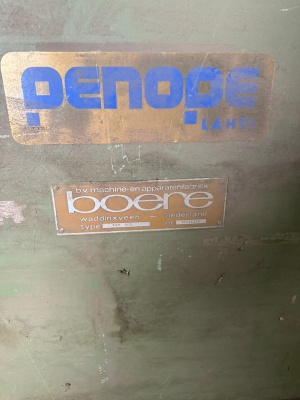 penope
LAHTI
b.v. machine-en apparatenfabriek
boere
waddinxveen - nederland
type